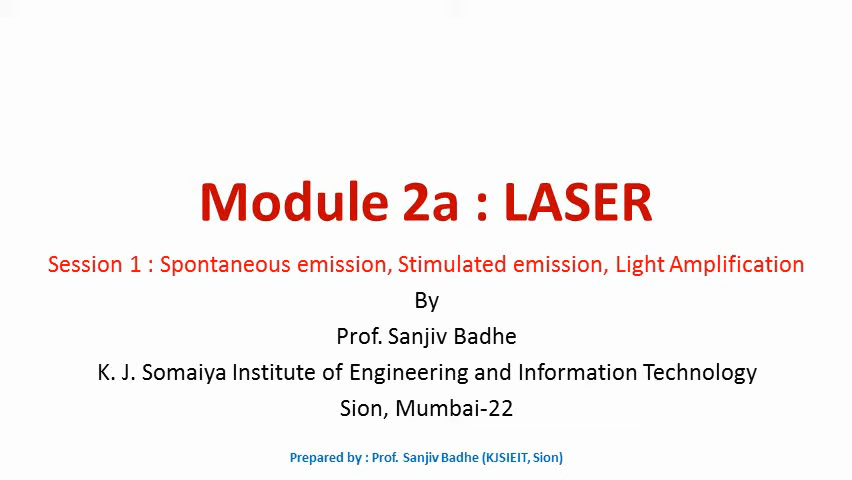 Module 2a : LASER
Session 1 : Spontaneous emission, Stimulated emission, Light Amplification
By
Prof. Sanjiv Badhe
K. J. Somaiya Institute of Engineering and Information Technology
Sion, Mumbai-22
Prepared by : Prof. Sanjiv Badhe (KJSIEIT, Sion)